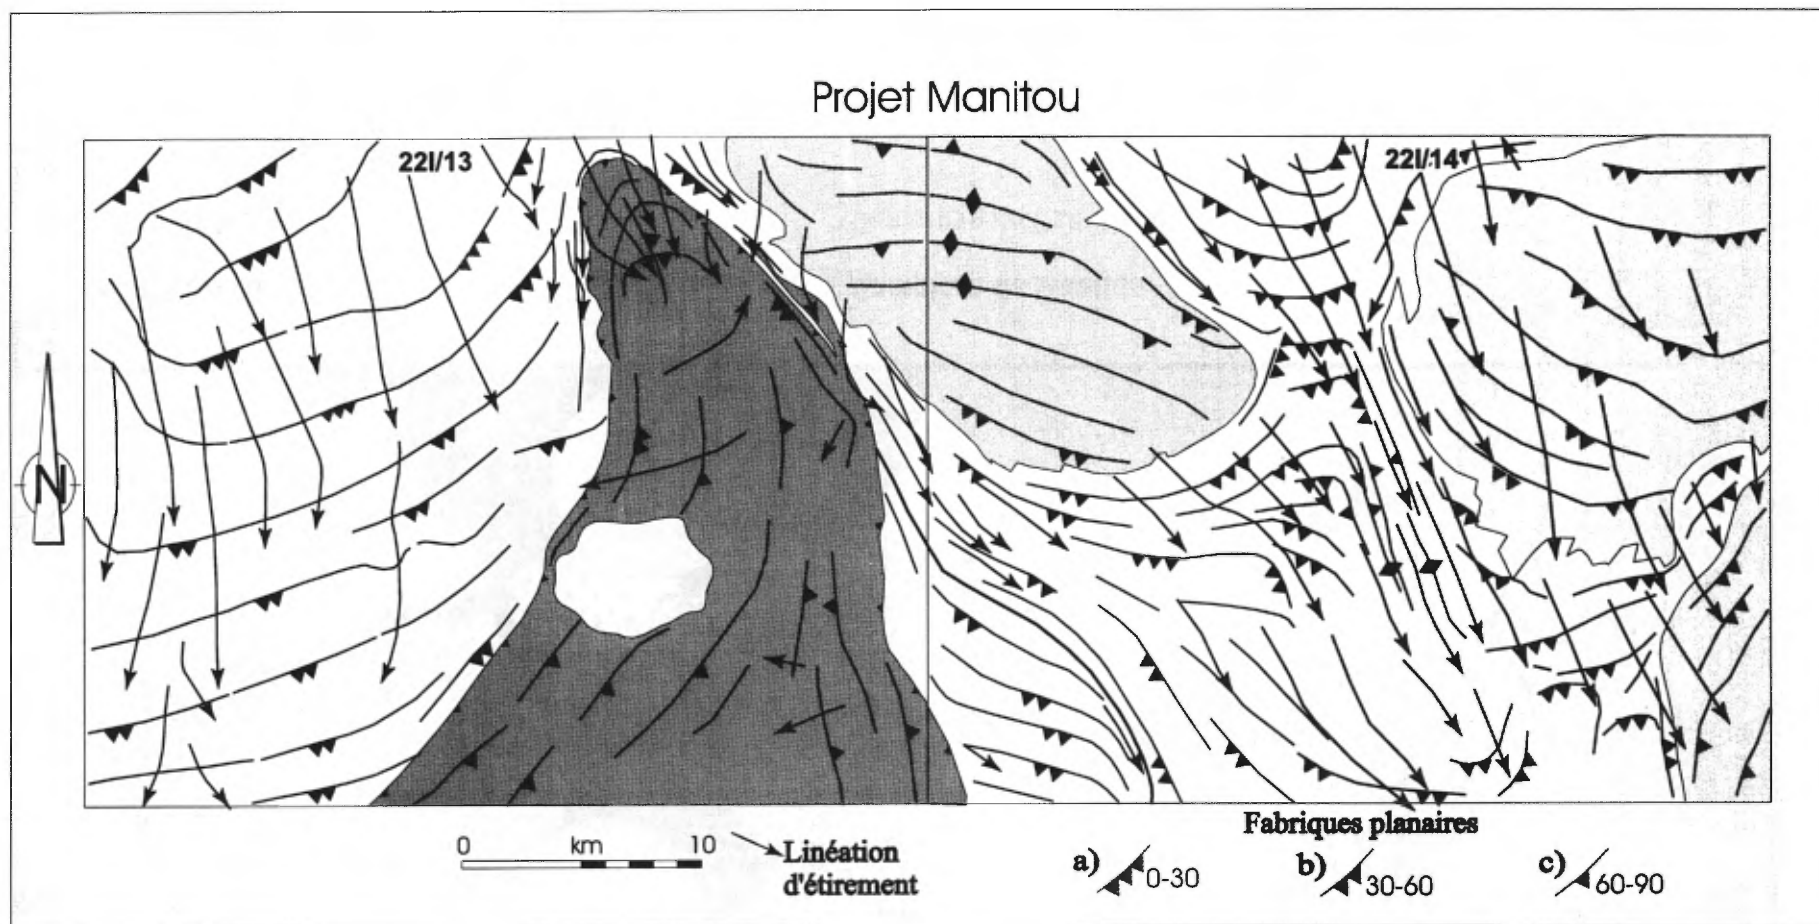 Projet Manitou
22I/13
22I/14
N
0 km 10
Linéation
d'étirement
Fabriques planaires
a) 0-30
b) 30-60
c) 60-90